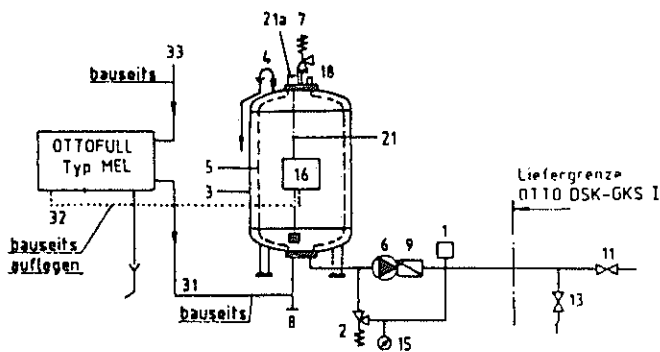 21a 7
33
4
18
bauseits
21
OTTOFULL
Typ MEL
5
16
3
Liefergrenze
OTTO DSK-GKS I
32
bauseits
auflegen
6 9
1
11
31
bauseits
8
2
15
13